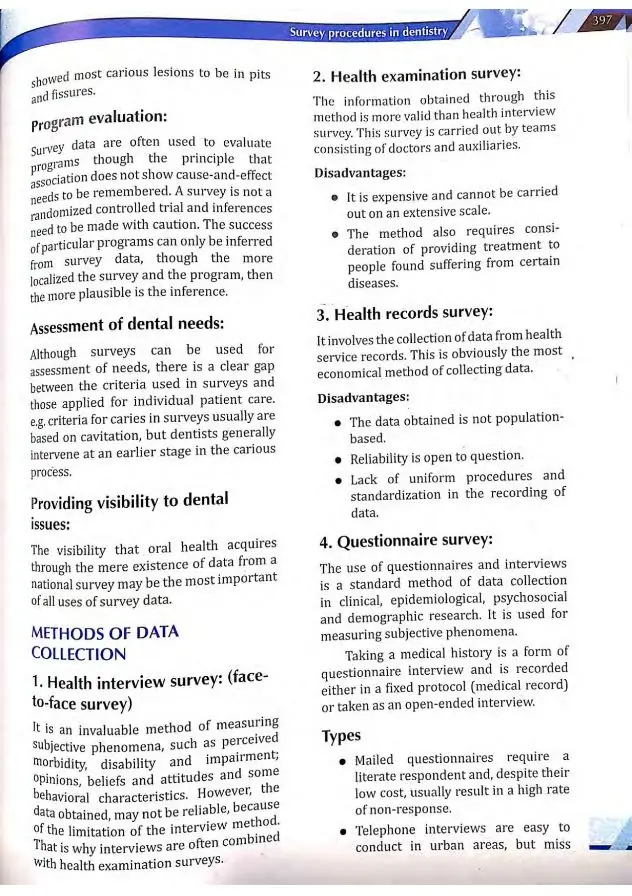 Survey procedures in dentistry
397
showed most carious lesions to be in pits
and fissures.
Program evaluation:
Survey data are often used to evaluate
programs though the principle that
association does not show cause-and-effect
needs to be remembered. A survey is not a
randomized controlled trial and inferences
need to be made with caution. The success
of particular programs can only be inferred
from survey data, though the more
localized the survey and the program, then
the more plausible is the inference.
Assessment of dental needs:
Although surveys can be used for
assessment of needs, there is a clear gap
between the criteria used in surveys and
those applied for individual patient care.
e.g. criteria for caries in surveys usually are
based on cavitation, but dentists generally
intervene at an earlier stage in the carious
process.
Providing visibility to dental
issues:
The visibility that oral health acquires
through the mere existence of data from a
national survey may be the most important
of all uses of survey data.
METHODS OF DATA
COLLECTION
1. Health interview survey: (face-
to-face survey)
It is an invaluable method of measuring
subjective phenomena, such as perceived
morbidity, disability and impairment;
opinions, beliefs and attitudes and some
behavioral characteristics. However, the
data obtained, may not be reliable, because
of the limitation of the interview method.
That is why interviews are often combined
with health examination surveys.
2. Health examination survey:
The information obtained through this
method is more valid than health interview
survey. This survey is carried out by teams
consisting of doctors and auxiliaries.
Disadvantages:
● It is expensive and cannot be carried
out on an extensive scale.
● The method also requires consi-
deration of providing treatment to
people found suffering from certain
diseases.
3. Health records survey:
It involves the collection of data from health
service records. This is obviously the most
economical method of collecting data.
Disadvantages:
● The data obtained is not population-
based.
● Reliability is open to question.
● Lack of uniform procedures and
standardization in the recording of
data.
4. Questionnaire survey:
The use of questionnaires and interviews
is a standard method of data collection
in clinical, epidemiological, psychosocial
and demographic research. It is used for
measuring subjective phenomena.
Taking a medical history is a form of
questionnaire interview and is recorded
either in a fixed protocol (medical record)
or taken as an open-ended interview.
Types
● Mailed questionnaires require a
literate respondent and, despite their
low cost, usually result in a high rate
of non-response.
● Telephone interviews are easy to
conduct in urban areas, but miss